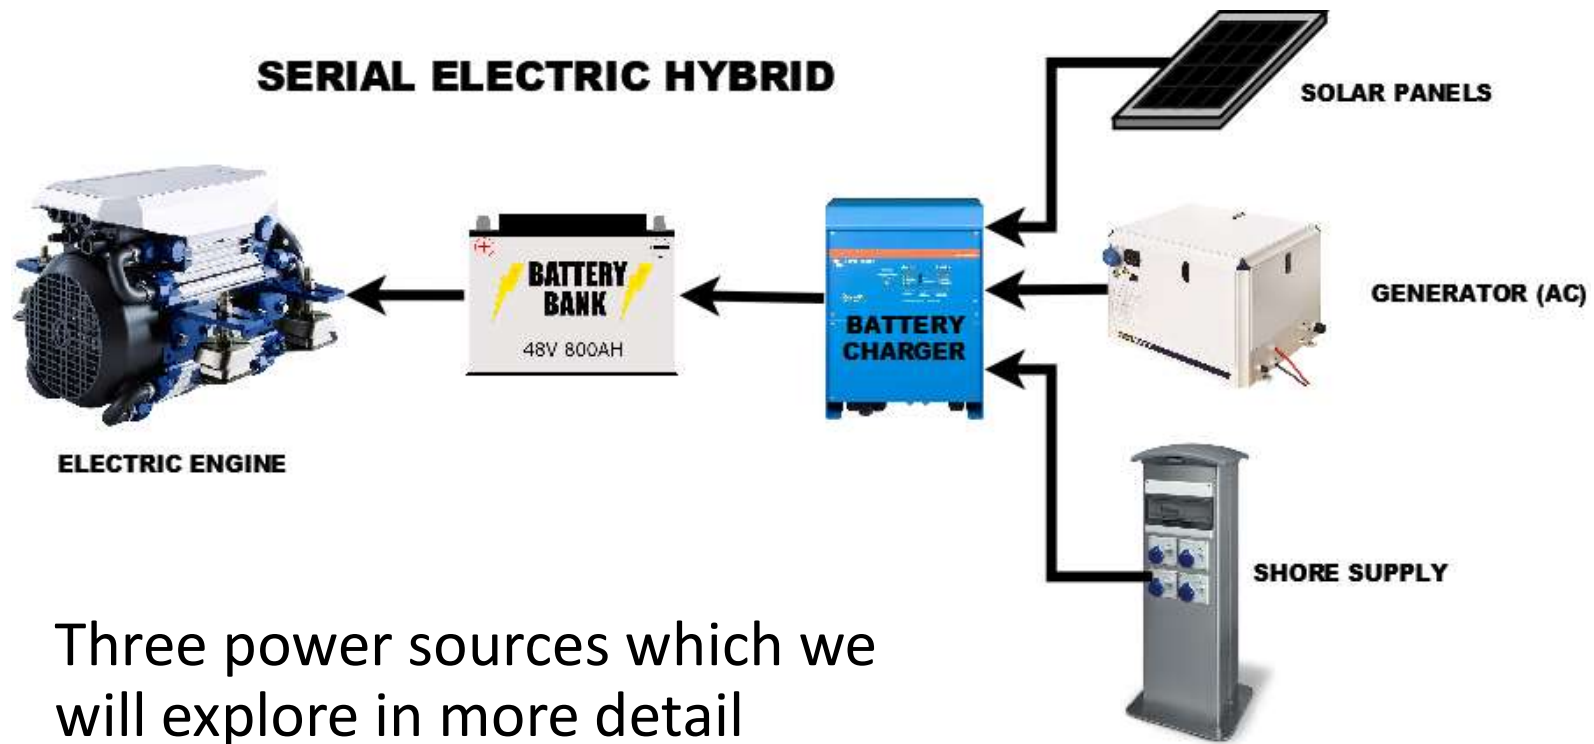 SERIAL ELECTRIC HYBRID
SOLAR PANELS
BATTERY
BANK
48V 800AH
BATTERY
CHARGER
GENERATOR (AC)
ELECTRIC ENGINE
SHORE SUPPLY
Three power sources which we
will explore in more detail